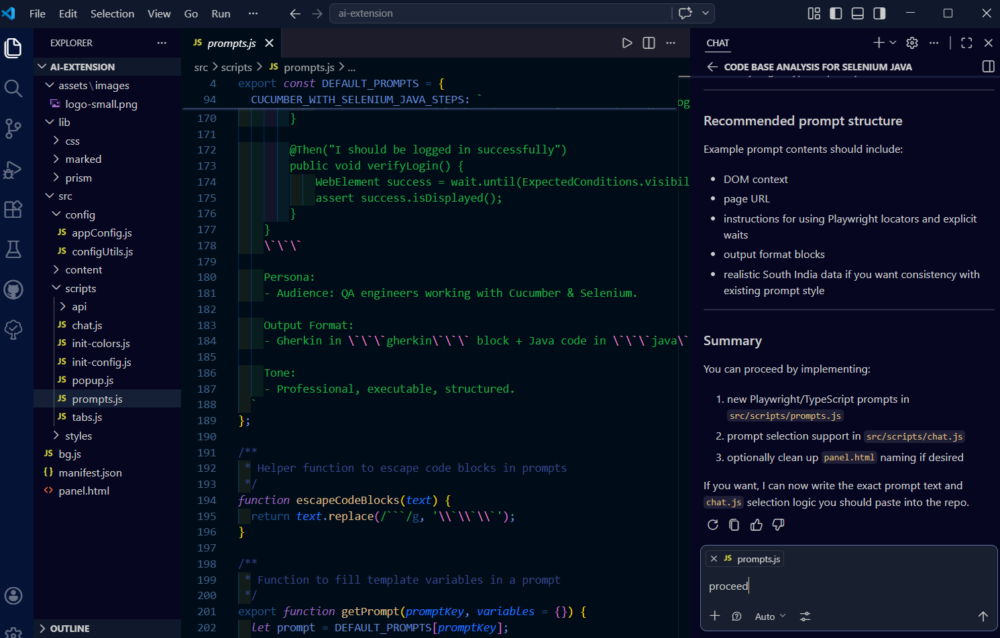 File Edit Selection View Go Run ···
ai-extension
EXPLORER ···
AI-EXTENSION
assets\images
logo-small.png
lib
css
marked
prism
src
config
JS appConfig.js
JS configUtils.js
content
scripts
api
JS chat.js
JS init-colors.js
JS init-config.js
JS popup.js
JS prompts.js
JS tabs.js
styles
JS bg.js
{} manifest.json
<> panel.html
OUTLINE
JS prompts.js
src > scripts > JS prompts.js > ...
4 export const DEFAULT_PROMPTS = {
94 CUCUMBER_WITH_SELENIUM_JAVA_STEPS: `
og
170 }
171
172 @Then("I should be logged in successfully")
173 public void verifyLogin() {
174 WebElement success = wait.until(ExpectedConditions.visibil
175 assert success.isDisplayed();
176 }
177 }
178 \`\`\`
179
180 Persona:
181 - Audience: QA engineers working with Cucumber & Selenium.
182
183 Output Format:
184 - Gherkin in \`\`\`gherkin\`\`\` block + Java code in \`\`\`java\`
185
186 Tone:
187 - Professional, executable, structured.
188 `
189 };
190
191 /**
192 * Helper function to escape code blocks in prompts
193 */
194 function escapeCodeBlocks(text) {
195 return text.replace(/```/g, '\\`\\`\\`');
196 }
197
198 /**
199 * Function to fill template variables in a prompt
200 */
201 export function getPrompt(promptKey, variables = {}) {
202 let prompt = DEFAULT_PROMPTS[promptKey];
CHAT
CODE BASE ANALYSIS FOR SELENIUM JAVA
Recommended prompt structure
Example prompt contents should include:
• DOM context
• page URL
• instructions for using Playwright locators and explicit
waits
• output format blocks
• realistic South India data if you want consistency with
existing prompt style
Summary
You can proceed by implementing:
1. new Playwright/TypeScript prompts in
src/scripts/prompts.js
2. prompt selection support in src/scripts/chat.js
3. optionally clean up panel.html naming if desired
If you want, I can now write the exact prompt text and
chat.js selection logic you should paste into the repo.
JS prompts.js
proceed
Auto